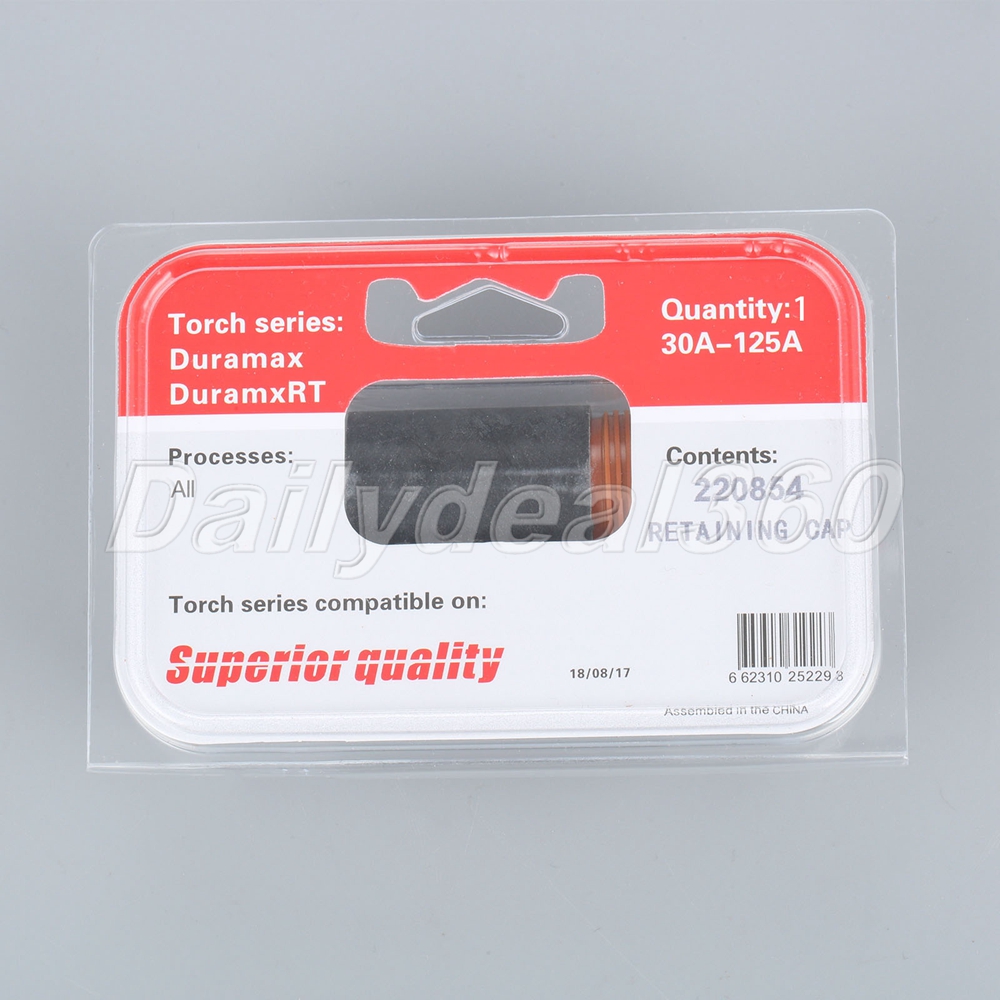 Torch series:
Duramax
DuramxRT
Quantity:1
30A-125A
Processes:
All
Contents:
220854
RETAINING CAP
Dailydeal360
Torch series compatible on:
Superior quality
18/08/17
6 62310 25229 3
Assembled in the CHINA